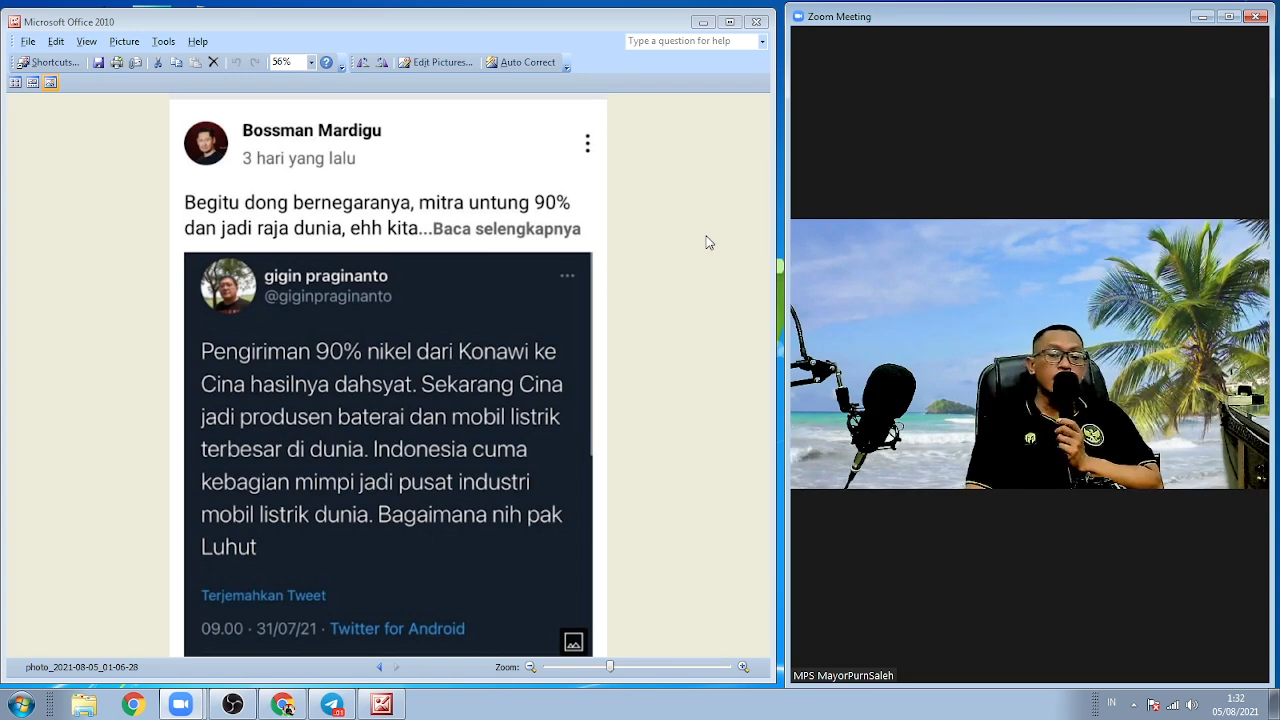 Microsoft Office 2010
File Edit View Picture Tools Help
Type a question for help
Shortcuts... 56% Edit Pictures... Auto Correct
Bossman Mardigu
3 hari yang lalu
Begitu dong bernegaranya, mitra untung 90%
dan jadi raja dunia, ehh kita...Baca selengkapnya
gigin praginanto
@giginpraginanto
Pengiriman 90% nikel dari Konawi ke
Cina hasilnya dahsyat. Sekarang Cina
jadi produsen baterai dan mobil listrik
terbesar di dunia. Indonesia cuma
kebagian mimpi jadi pusat industri
mobil listrik dunia. Bagaimana nih pak
Luhut
Terjemahkan Tweet
09.00 · 31/07/21 · Twitter for Android
photo_2021-08-05_01-06-28
Zoom:
Zoom Meeting
MPS MayorPurnSaleh
IN
1:32
05/08/2021